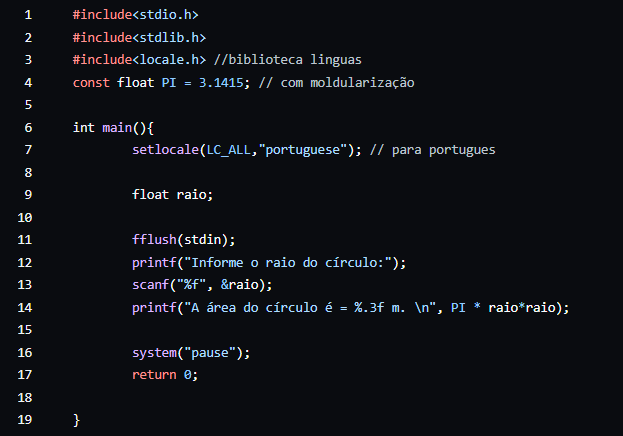 1 #include<stdio.h>
2 #include<stdlib.h>
3 #include<locale.h> //biblioteca linguas
4 const float PI = 3.1415; // com moldularização
5
6 int main(){
7 setlocale(LC_ALL,"portuguese"); // para portugues
8
9 float raio;
10
11 fflush(stdin);
12 printf("Informe o raio do círculo:");
13 scanf("%f", &raio);
14 printf("A área do círculo é = %.3f m. \n", PI * raio*raio);
15
16 system("pause");
17 return 0;
18
19 }